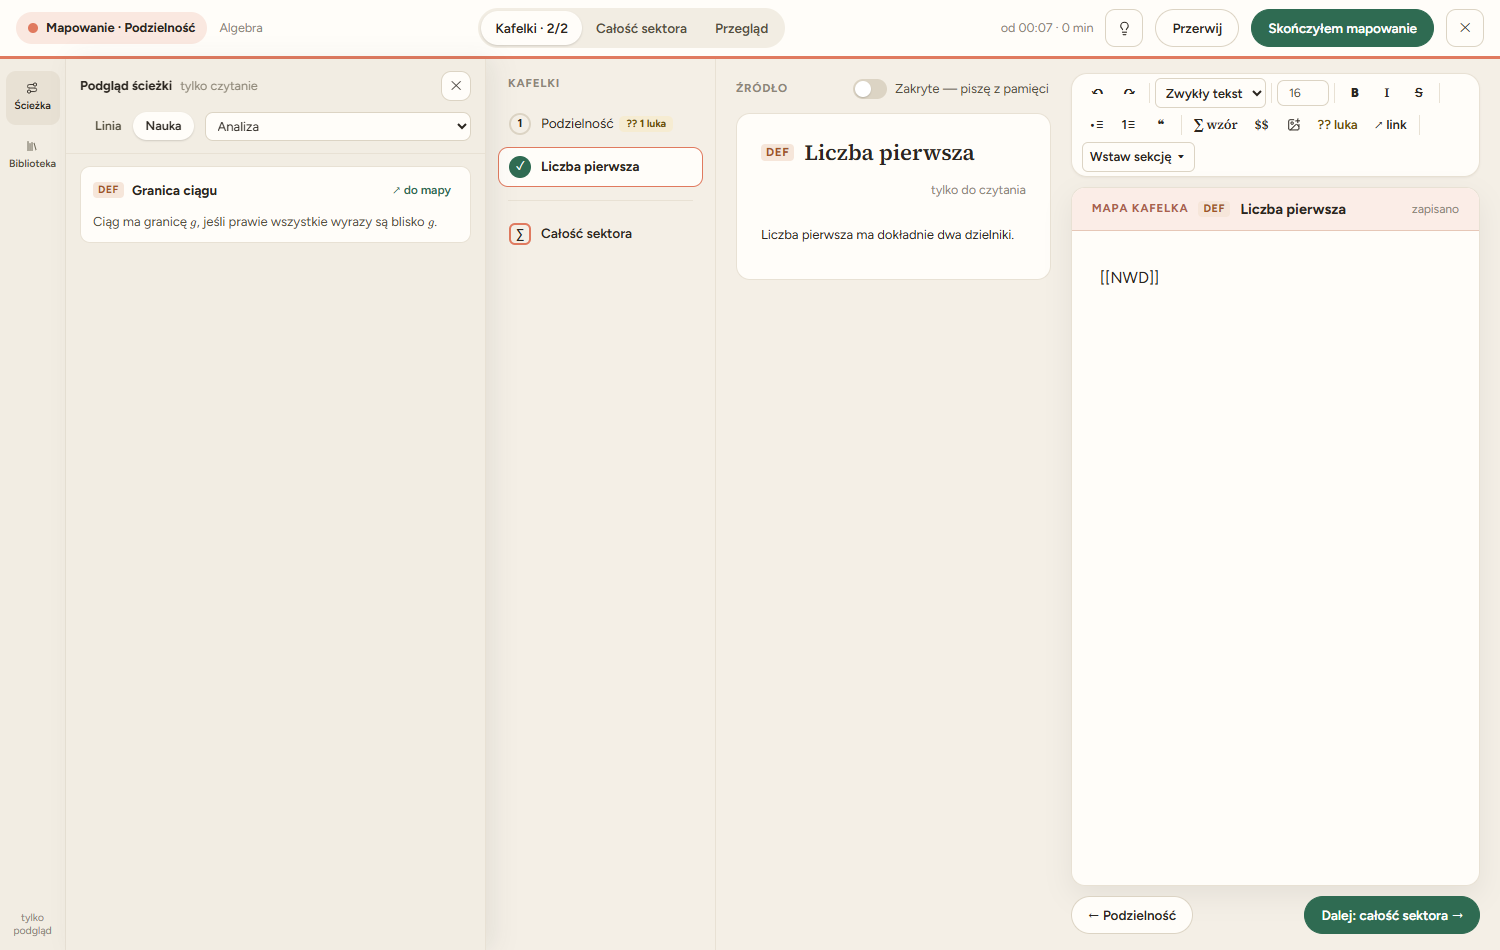 Mapowanie · Podzielność
Algebra
Kafelki · 2/2
Całość sektora
Przegląd
od 00:07 · 0 min
Przerwij
Skończyłem mapowanie
Ścieżka
Biblioteka
tylko podgląd
Podgląd ścieżki tylko czytanie
Linia
Nauka
Analiza
DEF Granica ciągu
↗ do mapy
Ciąg ma granicę g, jeśli prawie wszystkie wyrazy są blisko g.
KAFELKI
1 Podzielność ?? 1 luka
✓ Liczba pierwsza
∑ Całość sektora
ŹRÓDŁO
Zakryte — piszę z pamięci
DEF Liczba pierwsza
tylko do czytania
Liczba pierwsza ma dokładnie dwa dzielniki.
Zwykły tekst
16
B I S
•≡ 1≡ ❝ ∑ wzór $$ ?? luka ↗ link
Wstaw sekcję
MAPA KAFELKA DEF Liczba pierwsza
zapisano
[[NWD]]
← Podzielność
Dalej: całość sektora →